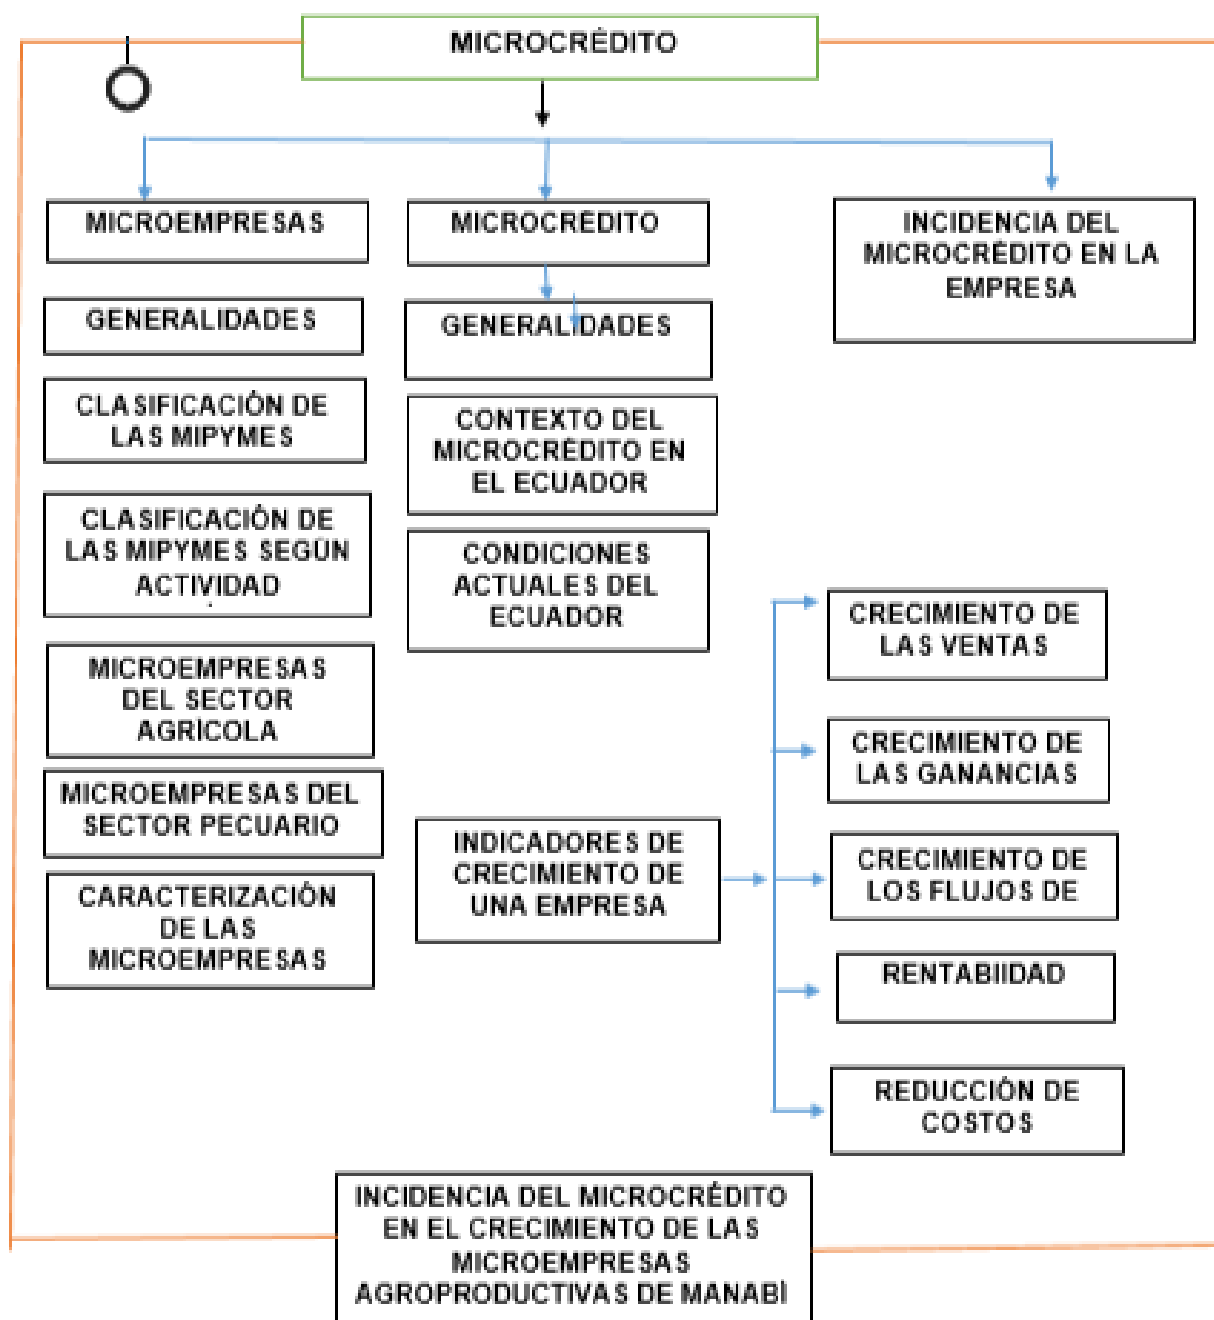 MICROCRÉDITO
MICROEMPRESAS
GENERALIDADES
CLASIFICACIÓN DE
LAS MIPYMES
CLASIFICACIÓN DE
LAS MIPYMES SEGÚN
ACTIVIDAD
MICROEMPRESAS
DEL SECTOR
AGRÍCOLA
MICROEMPRESAS DEL
SECTOR PECUARIO
CARACTERIZACIÓN
DE LAS
MICROEMPRESAS
MICROCRÉDITO
GENERALIDADES
CONTEXTO DEL
MICROCRÉDITO EN
EL ECUADOR
CONDICIONES
ACTUALES DEL
ECUADOR
INCIDENCIA DEL
MICROCRÉDITO EN LA
EMPRESA
INDICADORES DE
CRECIMIENTO DE
UNA EMPRESA
CRECIMIENTO DE
LAS VENTAS
CRECIMIENTO DE
LAS GANANCIAS
CRECIMIENTO DE
LOS FLUJOS DE
RENTABIIDAD
REDUCCIÓN DE
COSTOS
INCIDENCIA DEL MICROCRÉDITO
EN EL CRECIMIENTO DE LAS
MICROEMPRESAS
AGROPRODUCTIVAS DE MANABÍ